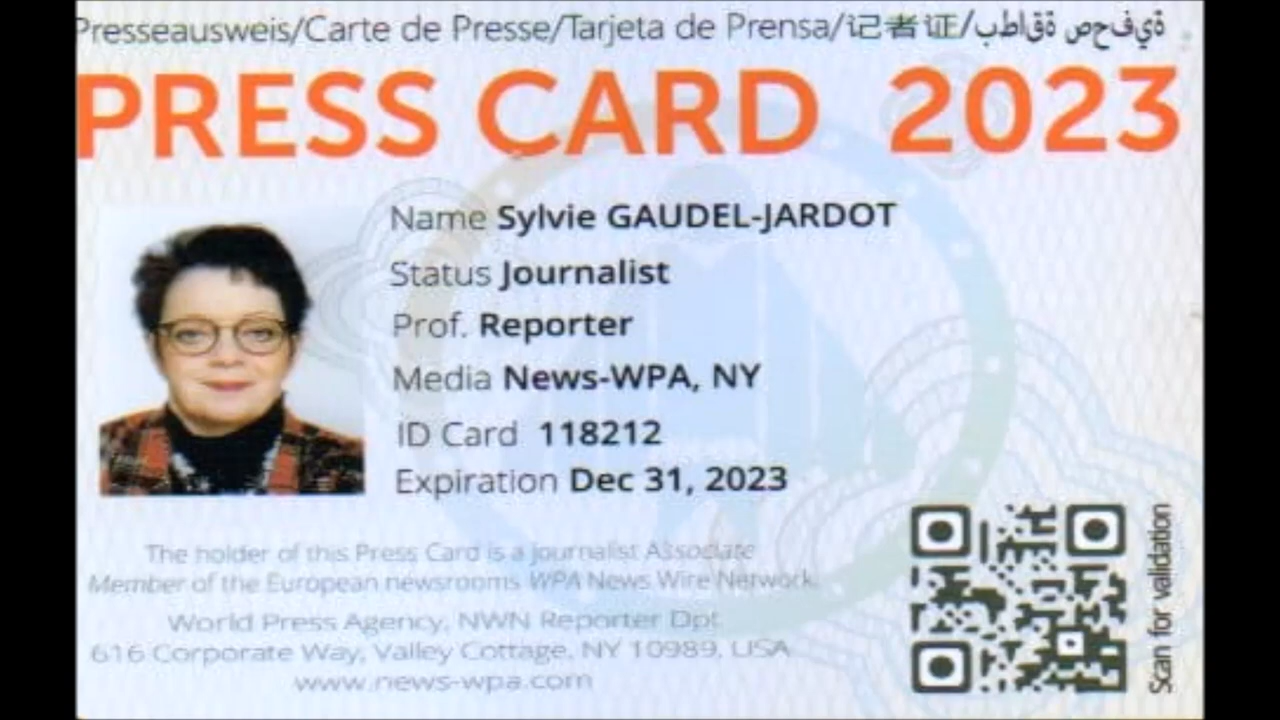 Presseausweis/Carte de Presse/Tarjeta de Prensa/记者证/ةيفحص ةقاطب
PRESS CARD 2023
Name Sylvie GAUDEL-JARDOT
Status Journalist
Prof. Reporter
Media News-WPA, NY
ID Card 118212
Expiration Dec 31, 2023
The holder of this Press Card is a journalist Associate
Member of the European newsrooms WPA News Wire Network.
World Press Agency, NWN Reporter Dpt.
616 Corporate Way, Valley Cottage, NY 10989, USA
www.news-wpa.com
Scan for validation